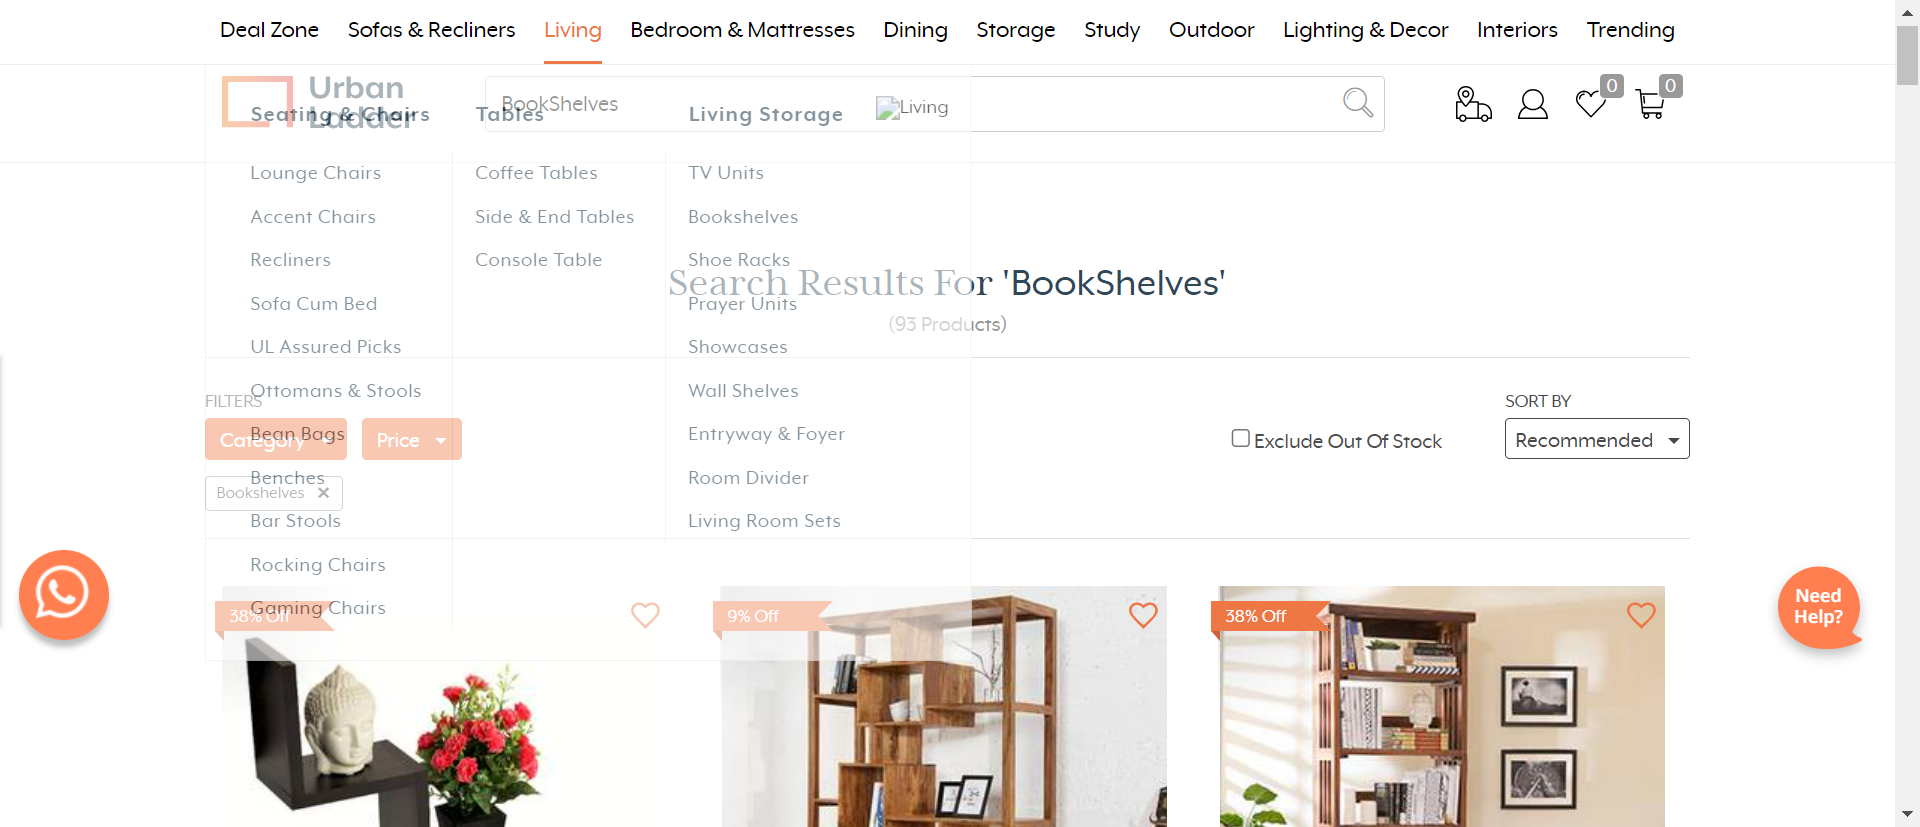 Deal Zone Sofas & Recliners Living Bedroom & Mattresses Dining Storage Study Outdoor Lighting & Decor Interiors Trending
Urban
Ladder
BookShelves
0
0
Seating & Chairs
Lounge Chairs
Accent Chairs
Recliners
Sofa Cum Bed
UL Assured Picks
Ottomans & Stools
Bean Bags
Benches
Bar Stools
Rocking Chairs
Gaming Chairs
Tables
Coffee Tables
Side & End Tables
Console Table
Living Storage
TV Units
Bookshelves
Shoe Racks
Prayer Units
Showcases
Wall Shelves
Entryway & Foyer
Room Divider
Living Room Sets
Living
Search Results For 'BookShelves'
(93 Products)
FILTERS
Category
Price
Bookshelves
Exclude Out Of Stock
SORT BY
Recommended
38% Off
9% Off
38% Off
Need
Help?